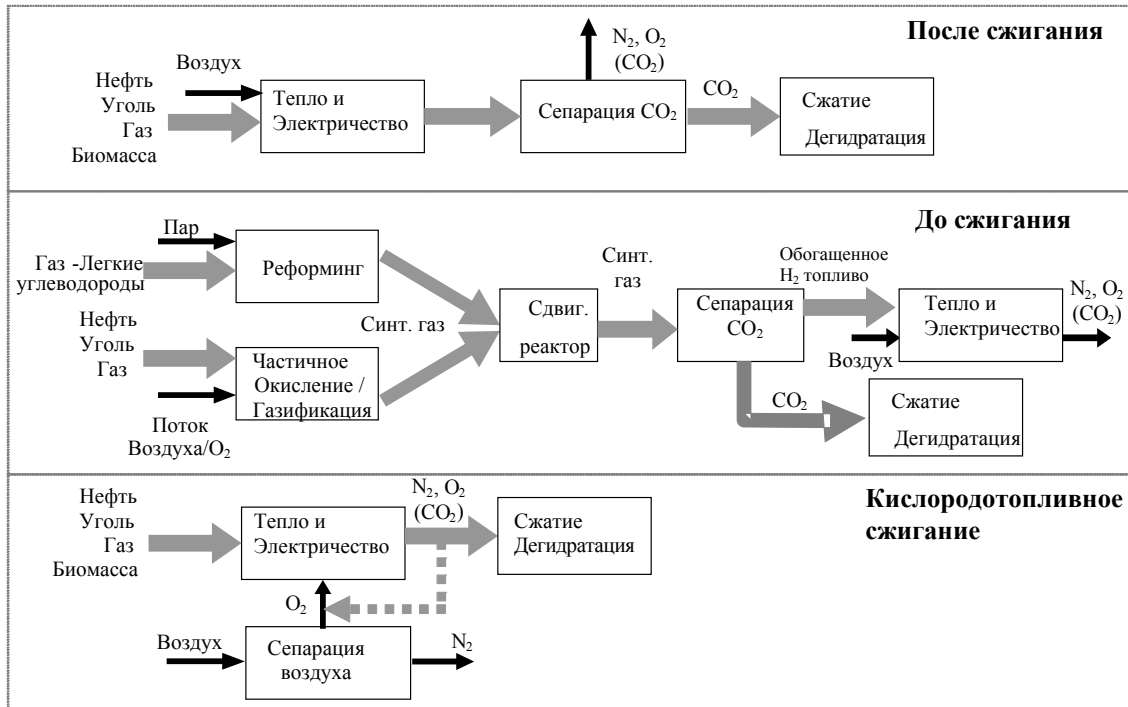 После сжигания
N₂, O₂
(CO₂)
Воздух
Нефть
Уголь
Газ
Биомасса
Тепло и
Электричество
Сепарация CO₂
CO₂
Сжатие
Дегидратация
До сжигания
Пар
Газ -Легкие
углеводороды
Реформинг
Нефть
Уголь
Газ
Синт. газ
Частичное
Окисление /
Газификация
Поток
Воздуха/O₂
Сдвиг.
реактор
Синт.
газ
Сепарация
CO₂
Обогащенное
H₂ топливо
Тепло и
Электричество
N₂, O₂
(CO₂)
Воздух
CO₂
Сжатие
Дегидратация
Кислородотопливное
сжигание
Нефть
Уголь
Газ
Биомасса
Тепло и
Электричество
N₂, O₂
(CO₂)
Сжатие
Дегидратация
O₂
Воздух
Сепарация
воздуха
N₂